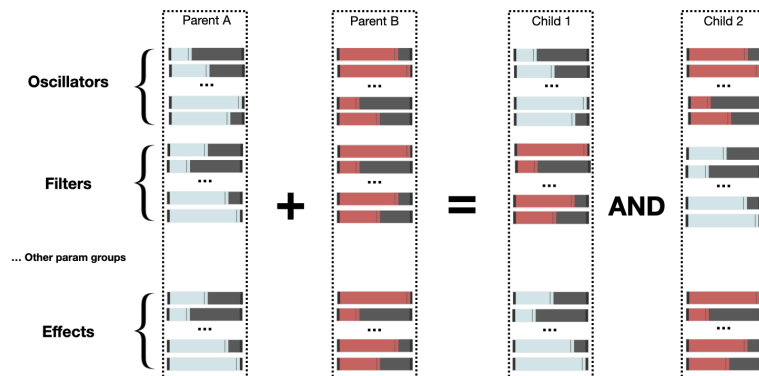 Parent A
Parent B
Child 1
Child 2
Oscillators
...
...
...
...
Filters
...
...
...
...
+
=
AND
... Other param groups
Effects
...
...
...
...